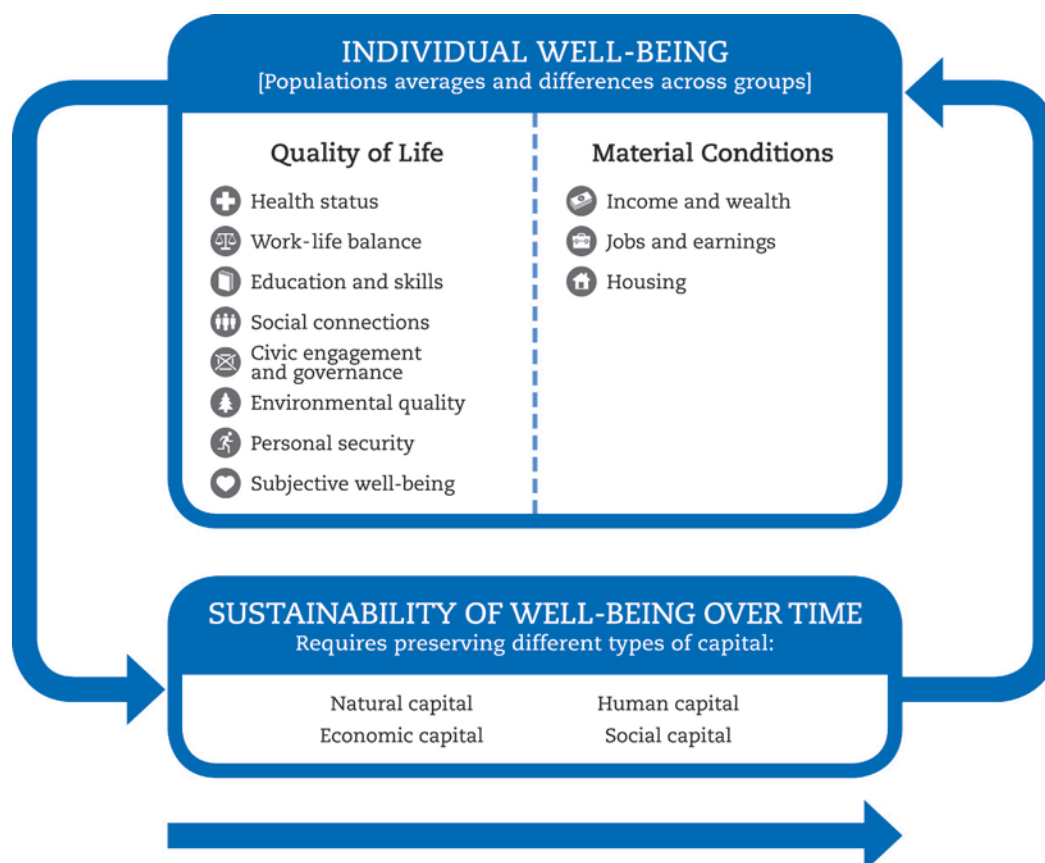 INDIVIDUAL WELL-BEING
[Populations averages and differences across groups]
Quality of Life
Health status
Work-life balance
Education and skills
Social connections
Civic engagement
and governance
Environmental quality
Personal security
Subjective well-being
Material Conditions
Income and wealth
Jobs and earnings
Housing
SUSTAINABILITY OF WELL-BEING OVER TIME
Requires preserving different types of capital:
Natural capital
Human capital
Economic capital
Social capital